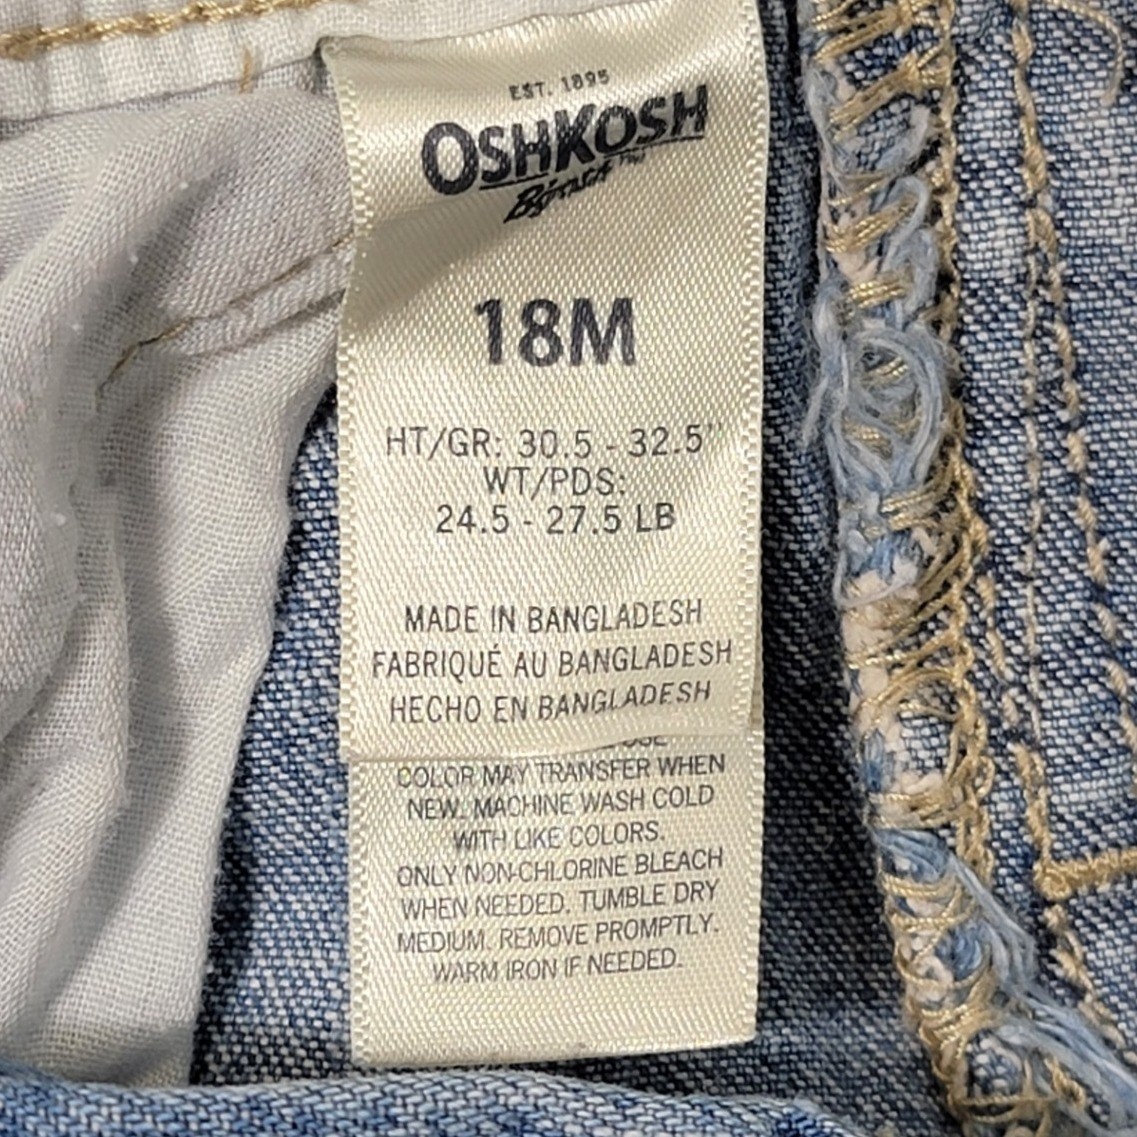 EST. 1895
OSHKOSH
B'gosh™
18M
HT/GR: 30.5 - 32.5"
WT/PDS:
24.5 - 27.5 LB
MADE IN BANGLADESH
FABRIQUÉ AU BANGLADESH
HECHO EN BANGLADESH
COLOR MAY TRANSFER WHEN
NEW. MACHINE WASH COLD
WITH LIKE COLORS.
ONLY NON-CHLORINE BLEACH
WHEN NEEDED. TUMBLE DRY
MEDIUM. REMOVE PROMPTLY.
WARM IRON IF NEEDED.